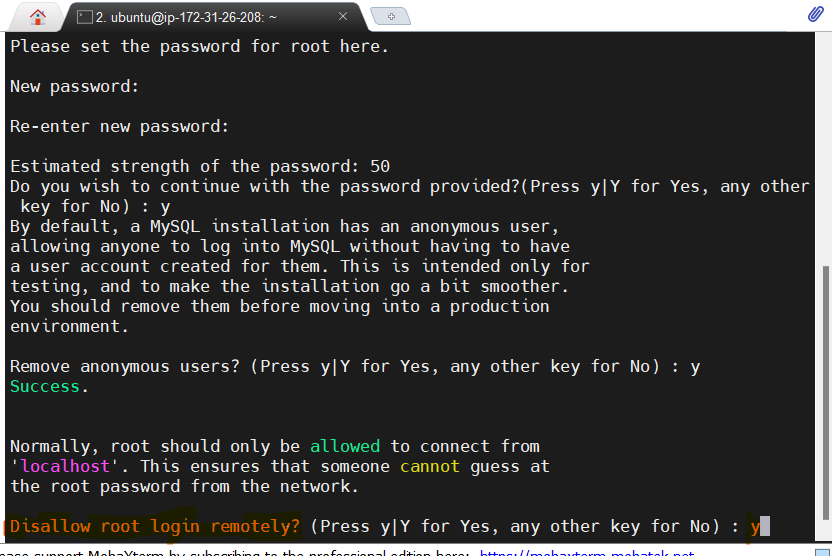 2. ubuntu@ip-172-31-26-208: ~
Please set the password for root here.
New password:
Re-enter new password:
Estimated strength of the password: 50
Do you wish to continue with the password provided?(Press y|Y for Yes, any other
key for No) : y
By default, a MySQL installation has an anonymous user,
allowing anyone to log into MySQL without having to have
a user account created for them. This is intended only for
testing, and to make the installation go a bit smoother.
You should remove them before moving into a production
environment.
Remove anonymous users? (Press y|Y for Yes, any other key for No) : y
Success.
Normally, root should only be allowed to connect from
'localhost'. This ensures that someone cannot guess at
the root password from the network.
Disallow root login remotely? (Press y|Y for Yes, any other key for No) : y
ease support MobaXterm by subscribing to the professional edition here: https://mobaxterm.mobatek.net